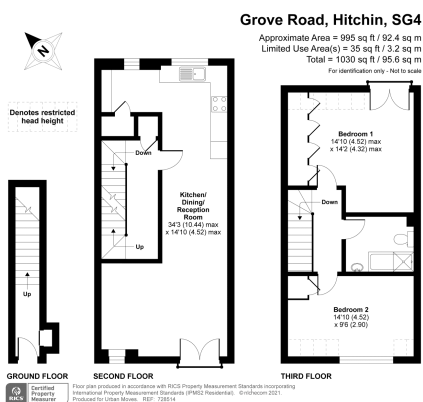 Grove Road, Hitchin, SG4
Approximate Area = 995 sq ft / 92.4 sq m
Limited Use Area(s) = 35 sq ft / 3.2 sq m
Total = 1030 sq ft / 95.6 sq m
For identification only - Not to scale
N
Denotes restricted
head height
Down
Up
Kitchen/
Dining/
Reception
Room
34'3 (10.44) max
x 14'10 (4.52) max
Bedroom 1
14'10 (4.52) max
x 14'2 (4.32) max
Down
Bedroom 2
14'10 (4.52)
x 9'6 (2.90)
Up
GROUND FLOOR
SECOND FLOOR
THIRD FLOOR
RICS
Certified
Property
Measurer
Floor plan produced in accordance with RICS Property Measurement Standards incorporating
International Property Measurement Standards (IPMS2 Residential). ©nichecom 2021.
Produced for Urban Moves REF: 728514